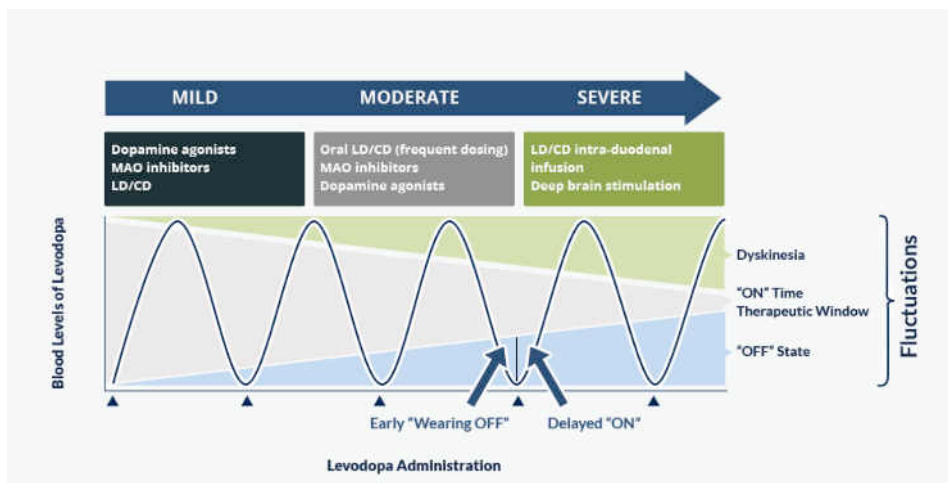 MILD
MODERATE
SEVERE
Dopamine agonists
MAO inhibitors
LD/CD
Oral LD/CD (frequent dosing)
MAO inhibitors
Dopamine agonists
LD/CD intra-duodenal
infusion
Deep brain stimulation
Blood Levels of Levodopa
Dyskinesia
"ON" Time
Therapeutic Window
"OFF" State
Fluctuations
Early "Wearing OFF"
Delayed "ON"
Levodopa Administration